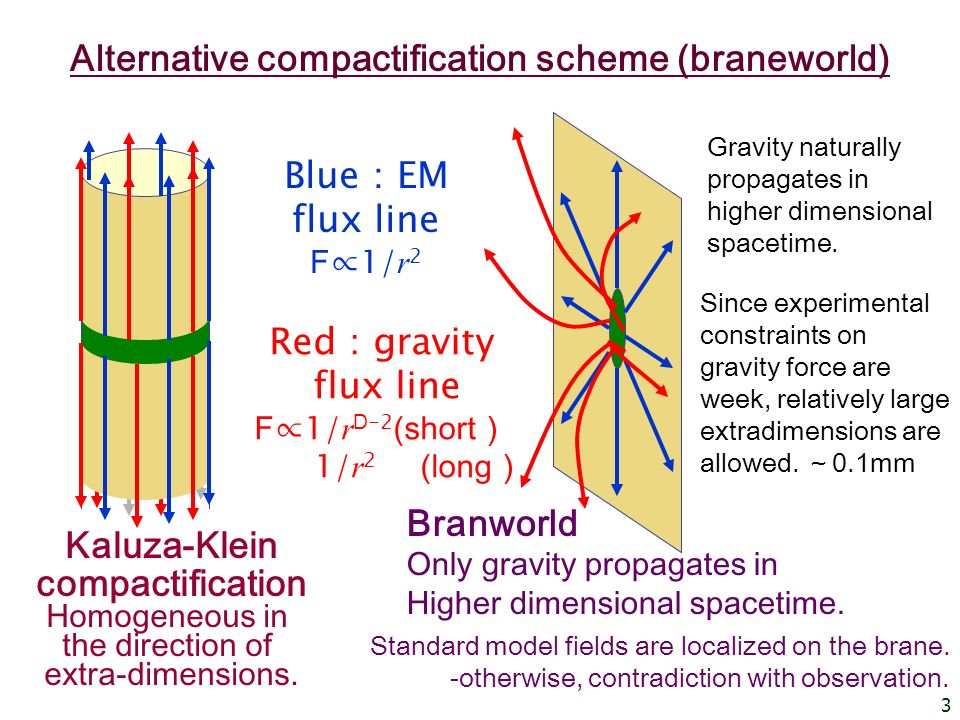 Alternative compactification scheme (braneworld)
Blue : EM
flux line
F∝1/r²
Red : gravity
flux line
F∝1/r^D-2(short )
1/r² (long )
Gravity naturally
propagates in
higher dimensional
spacetime.
Since experimental
constraints on
gravity force are
week, relatively large
extradimensions are
allowed. ~ 0.1mm
Kaluza-Klein
compactification
Homogeneous in
the direction of
extra-dimensions.
Branworld
Only gravity propagates in
Higher dimensional spacetime.
Standard model fields are localized on the brane.
-otherwise, contradiction with observation.
3